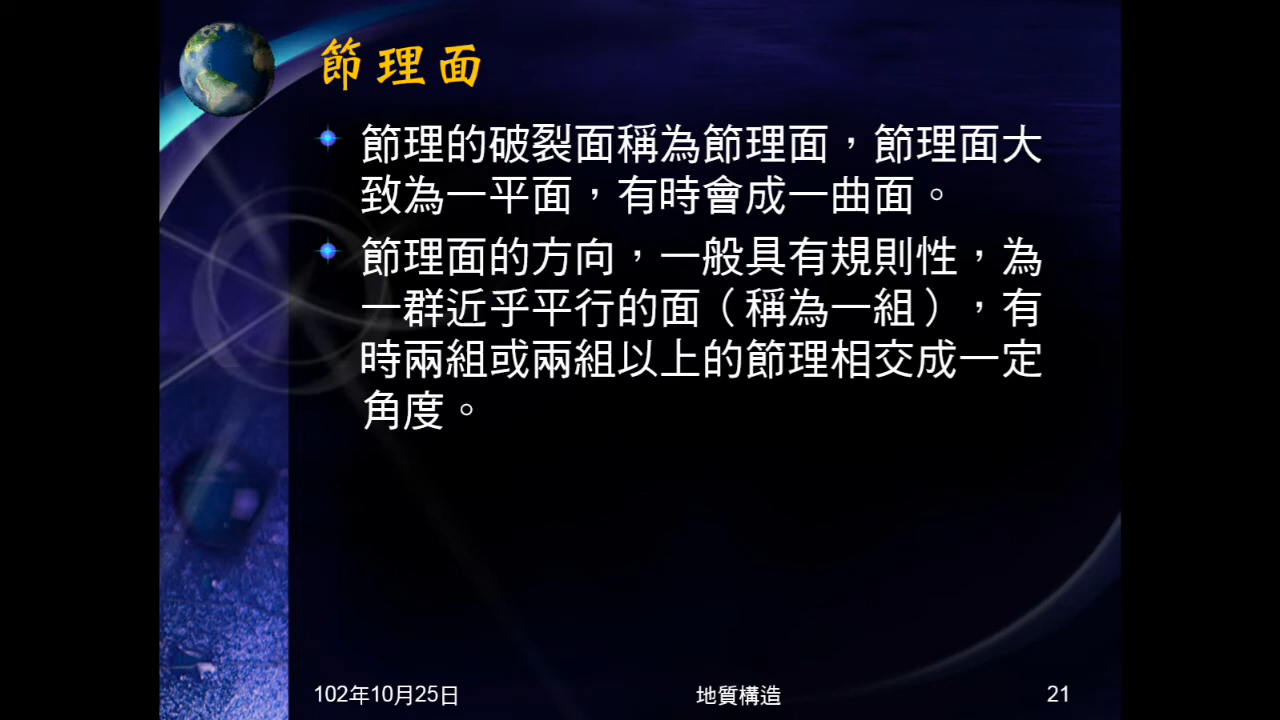 節理面
節理的破裂面稱為節理面，節理面大
致為一平面，有時會成一曲面。
節理面的方向，一般具有規則性，為
一群近乎平行的面（稱為一組），有
時兩組或兩組以上的節理相交成一定
角度。
102年10月25日
地質構造
21